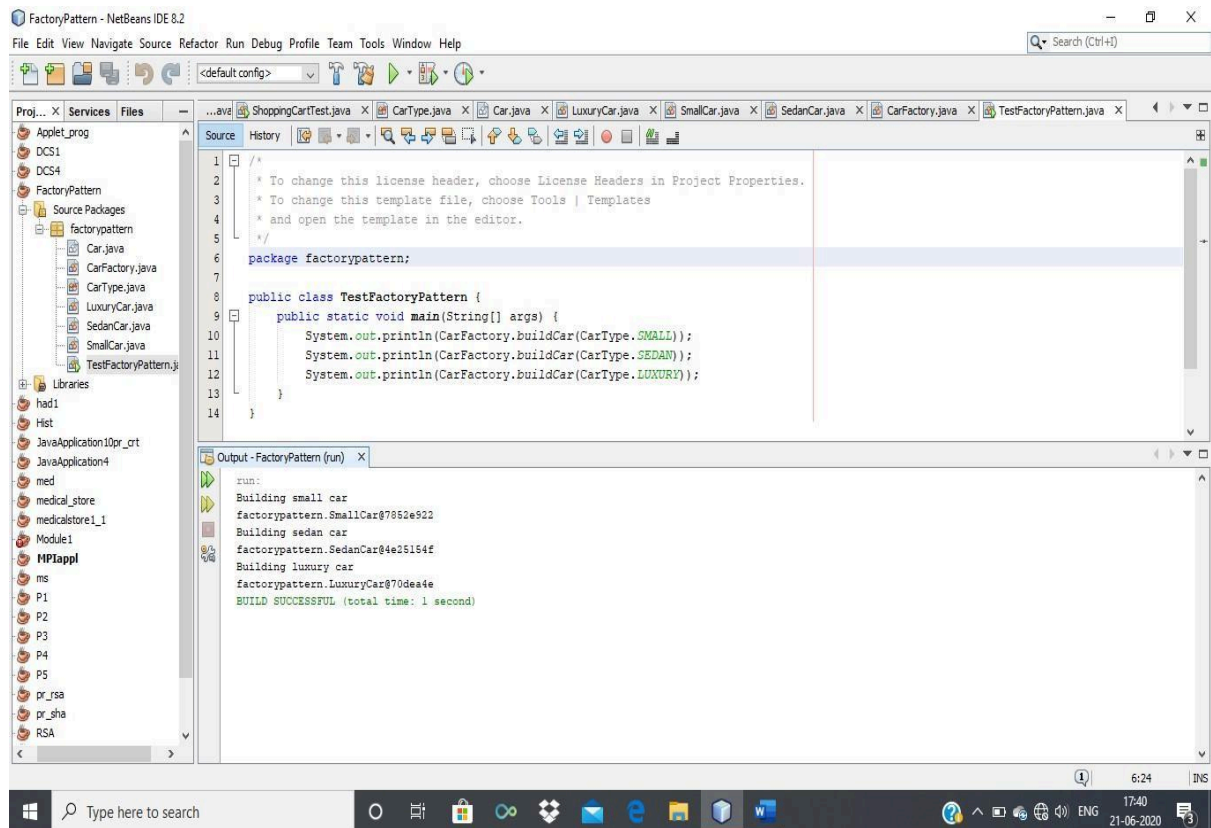 FactoryPattern - NetBeans IDE 8.2
File Edit View Navigate Source Refactor Run Debug Profile Team Tools Window Help
Search (Ctrl+I)
<default config>
Proj... X Services Files
...ava ShoppingCartTest.java X CarType.java X Car.java X LuxuryCar.java X SmallCar.java X SedanCar.java X CarFactory.java X TestFactoryPattern.java X
Applet_prog
DCS1
DCS4
FactoryPattern
Source Packages
factorypattern
Car.java
CarFactory.java
CarType.java
LuxuryCar.java
SedanCar.java
SmallCar.java
TestFactoryPattern.ja
Libraries
had1
Hist
JavaApplication10pr_crt
JavaApplication4
med
medical_store
medicalstore1_1
Module1
MPIappl
ms
P1
P2
P3
P4
P5
pr_rsa
pr_sha
RSA
Source History
1 /*
2 * To change this license header, choose License Headers in Project Properties.
3 * To change this template file, choose Tools | Templates
4 * and open the template in the editor.
5 */
6 package factorypattern;
7
8 public class TestFactoryPattern {
9 public static void main(String[] args) {
10 System.out.println(CarFactory.buildCar(CarType.SMALL));
11 System.out.println(CarFactory.buildCar(CarType.SEDAN));
12 System.out.println(CarFactory.buildCar(CarType.LUXURY));
13 }
14 }
Output - FactoryPattern (run) X
run:
Building small car
factorypattern.SmallCar@7852e922
Building sedan car
factorypattern.SedanCar@4e25154f
Building luxury car
factorypattern.LuxuryCar@70dea4e
BUILD SUCCESSFUL (total time: 1 second)
1 6:24 INS
Type here to search
ENG
17:40
21-06-2020
3